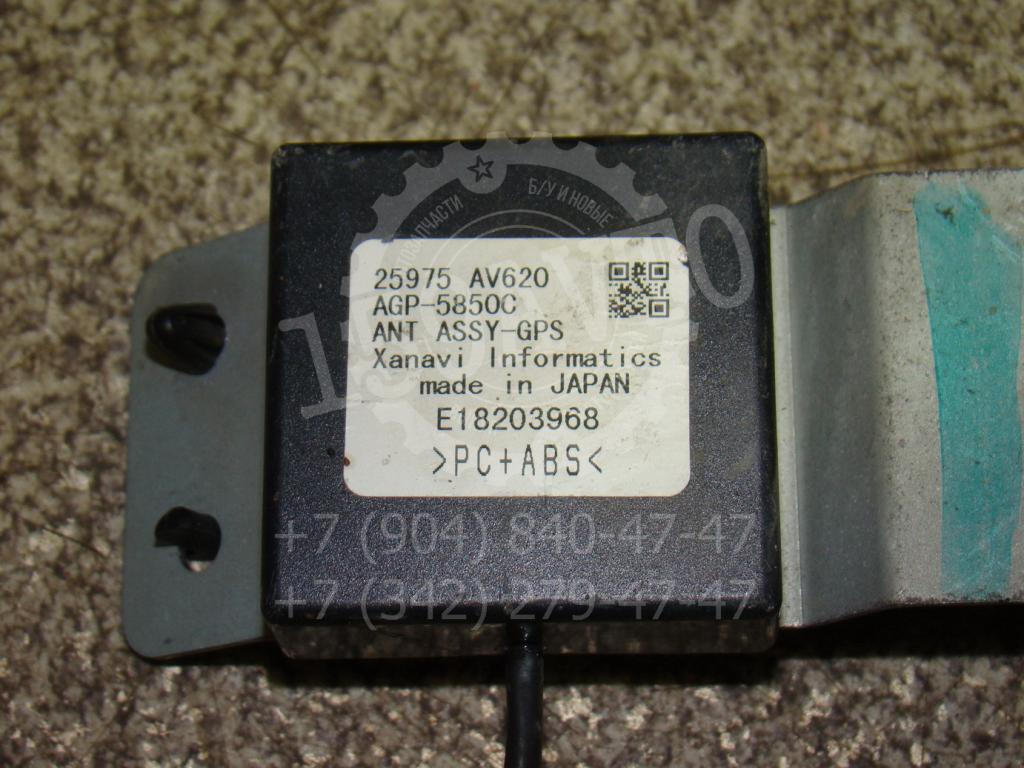 Б/У И НОВЫЕ
25975 AV620
AGP-5850C
ANT ASSY-GPS
Xanavi Informatics
made in JAPAN
E18203968
>PC+ABS<
+7 (904) 840-47-47
+7 (342) 279-47-47